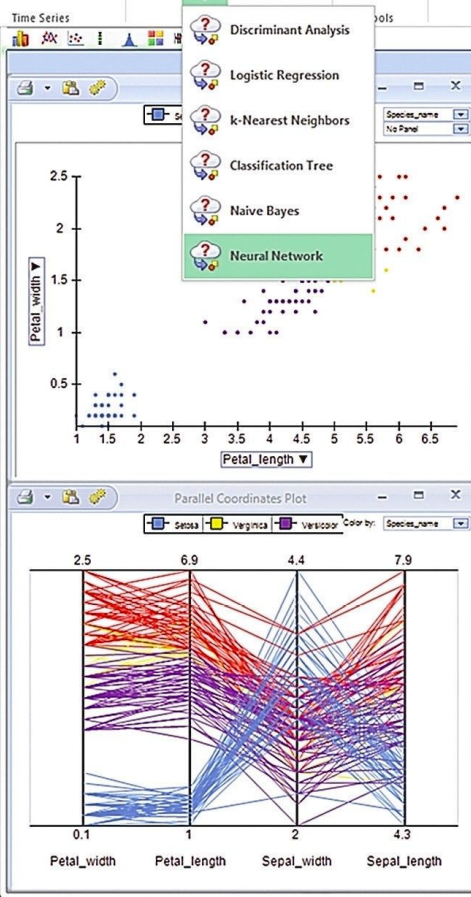 Time Series
ools
Discriminant Analysis
Logistic Regression
k-Nearest Neighbors
Classification Tree
Naive Bayes
Neural Network
Species_name
No Panel
2.5
2
1.5
1
0.5
Petal_width ▼
1 1.5 2 2.5 3 3.5 4 4.5 5 5.5 6 6.5
Petal_length ▼
Parallel Coordinates Plot
Setosa Verginica Versicolor Color by: Species_name
2.5 6.9 4.4 7.9
0.1 1 2 4.3
Petal_width Petal_length Sepal_width Sepal_length